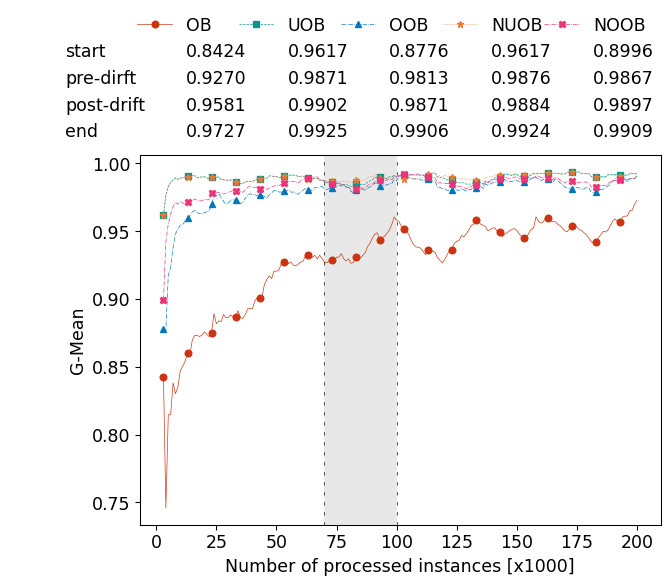 OB UOB OOB NUOB NOOB
start 0.8424 0.9617 0.8776 0.9617 0.8996
pre-dirft 0.9270 0.9871 0.9813 0.9876 0.9867
post-drift 0.9581 0.9902 0.9871 0.9884 0.9897
end 0.9727 0.9925 0.9906 0.9924 0.9909
1.00
0.95
0.90
0.85
0.80
0.75
G-Mean
0 25 50 75 100 125 150 175 200
Number of processed instances [x1000]